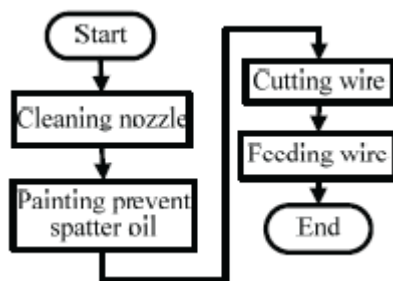 Start
Cleaning nozzle
Painting prevent
spatter oil
Cutting wire
Feeding wire
End